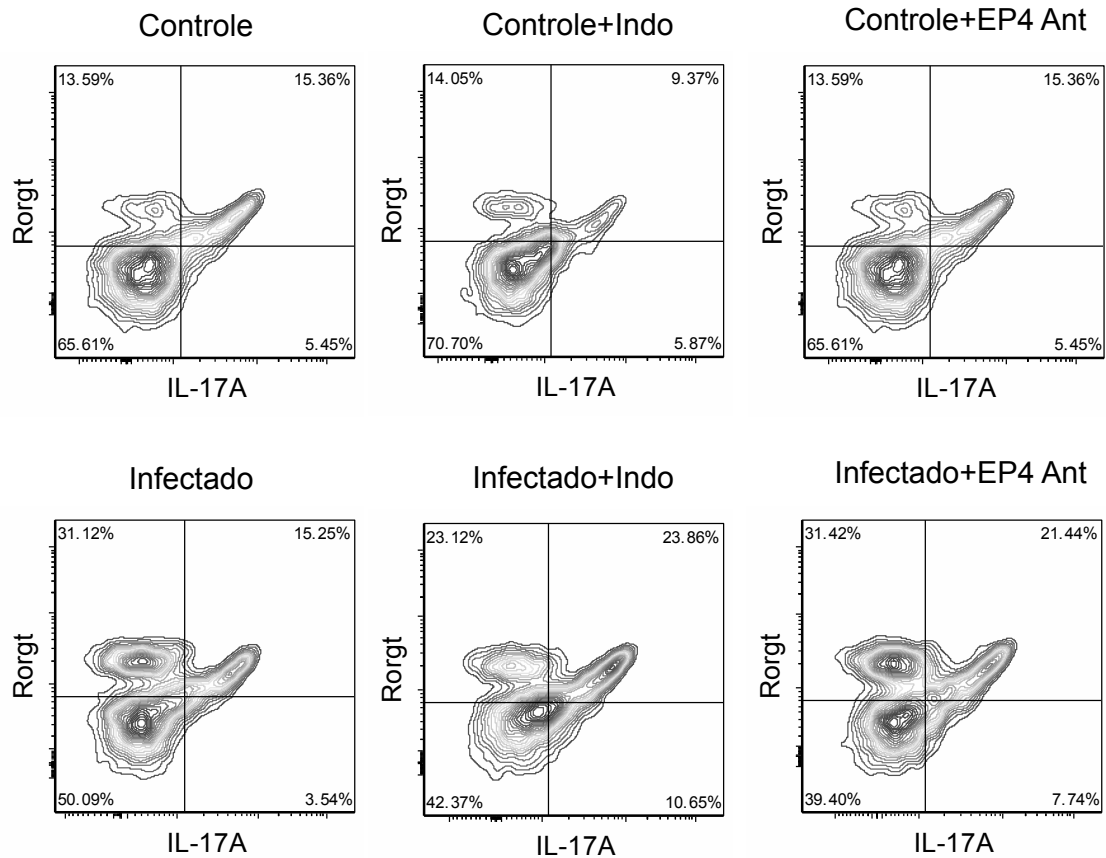 Controle
13.59% 15.36%
Rorgt
65.61% 5.45%
IL-17A
Controle+Indo
14.05% 9.37%
Rorgt
70.70% 5.87%
IL-17A
Controle+EP4 Ant
13.59% 15.36%
Rorgt
65.61% 5.45%
IL-17A
Infectado
31.12% 15.25%
Rorgt
50.09% 3.54%
IL-17A
Infectado+Indo
23.12% 23.86%
Rorgt
42.37% 10.65%
IL-17A
Infectado+EP4 Ant
31.42% 21.44%
Rorgt
39.40% 7.74%
IL-17A